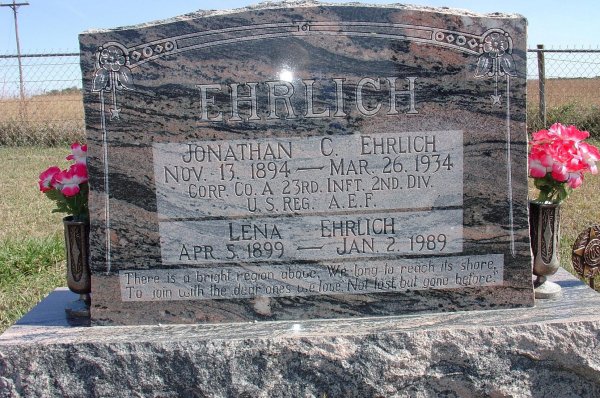 EHRLICH
JONATHAN C. EHRLICH
NOV. 13, 1894 — MAR. 26, 1934
CORP. CO. A 23RD. INFT. 2ND. DIV.
U.S. REG. A.E.F.
LENA EHRLICH
APR. 5, 1899 — JAN. 2, 1989
There is a bright region above, We long to reach its shore,
To join with the dear ones we love, Not lost but gone before.